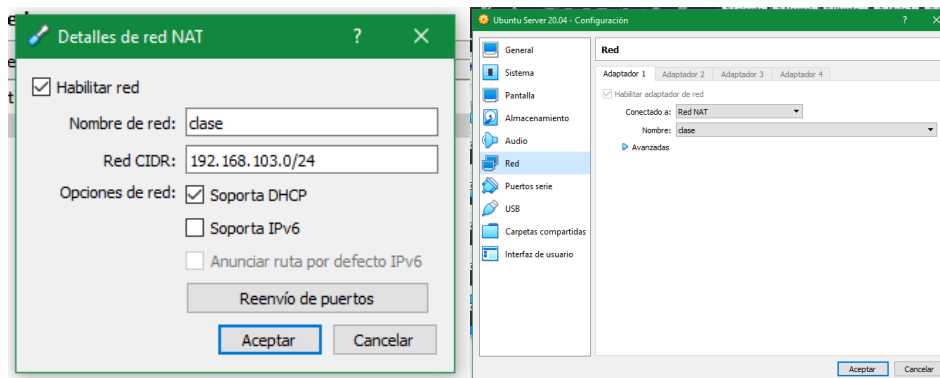 Detalles de red NAT
Habilitar red
Nombre de red: clase
Red CIDR: 192.168.103.0/24
Opciones de red: Soporta DHCP
Soporta IPv6
Anunciar ruta por defecto IPv6
Reenvío de puertos
Aceptar Cancelar
Ubuntu Server 20.04 - Configuración
General
Sistema
Pantalla
Almacenamiento
Audio
Red
Puertos serie
USB
Carpetas compartidas
Interfaz de usuario
Red
Adaptador 1 Adaptador 2 Adaptador 3 Adaptador 4
Habilitar adaptador de red
Conectado a: Red NAT
Nombre: clase
Avanzadas
Aceptar Cancelar